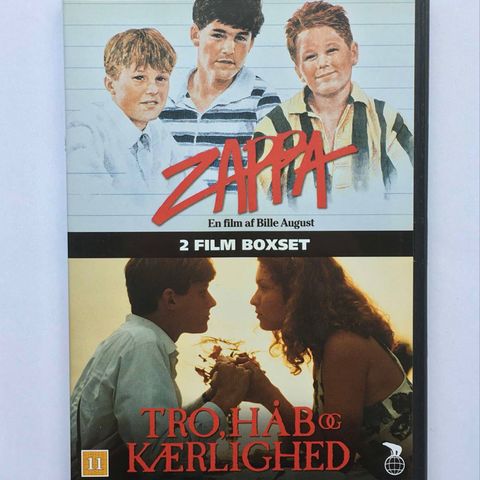 ZAPPA
En film af Bille August
2 FILM BOXSET
TRO, HÅB OG
KÆRLIGHED
11